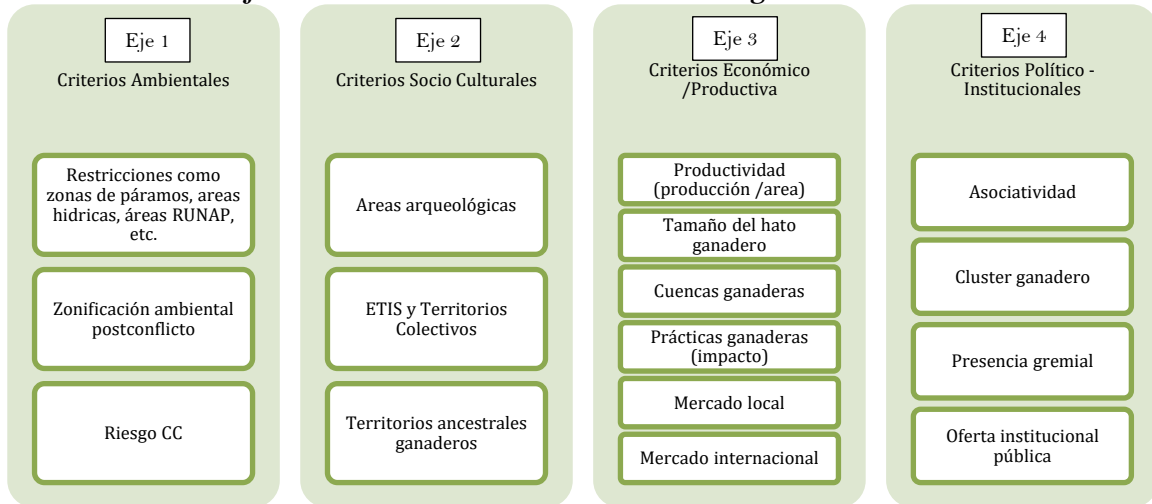 Eje 1
Criterios Ambientales
Restricciones como
zonas de páramos, areas
hidricas, áreas RUNAP,
etc.
Zonificación ambiental
postconflicto
Riesgo CC
Eje 2
Criterios Socio Culturales
Areas arqueológicas
ETIS y Territorios
Colectivos
Territorios ancestrales
ganaderos
Eje 3
Criterios Económico
/Productiva
Productividad
(producción /area)
Tamaño del hato
ganadero
Cuencas ganaderas
Prácticas ganaderas
(impacto)
Mercado local
Mercado internacional
Eje 4
Criterios Político -
Institucionales
Asociatividad
Cluster ganadero
Presencia gremial
Oferta institucional
pública